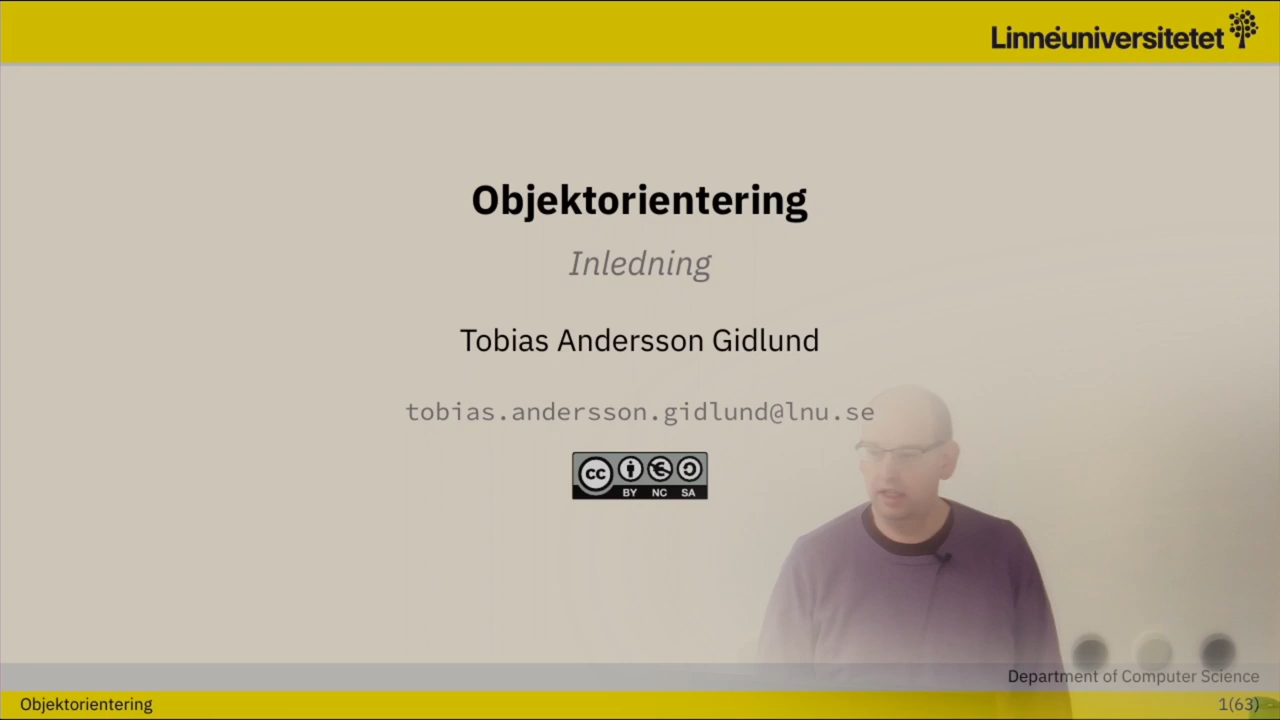 Linnéuniversitetet
Objektorientering
Inledning
Tobias Andersson Gidlund
tobias.andersson.gidlund@lnu.se
cc
BY NC SA
Department of Computer Science
Objektorientering
1(63)